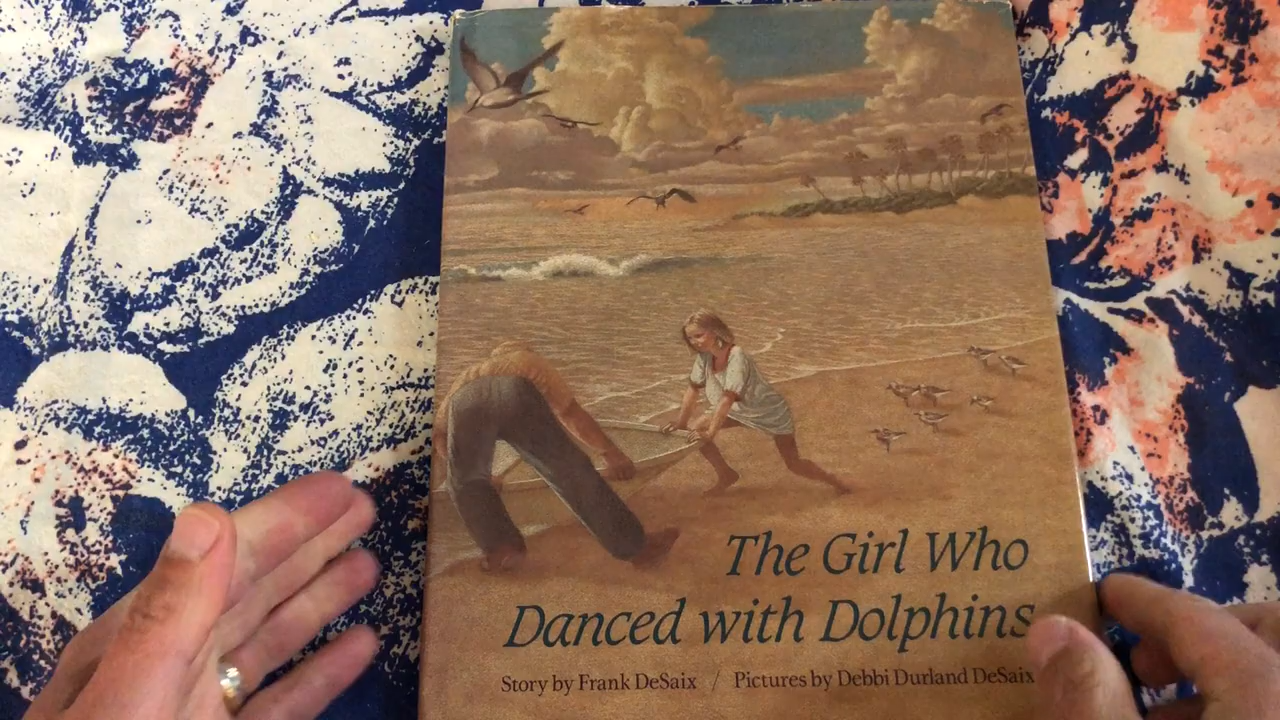 The Girl Who
Danced with Dolphins
Story by Frank DeSaix / Pictures by Debbi Durland DeSaix